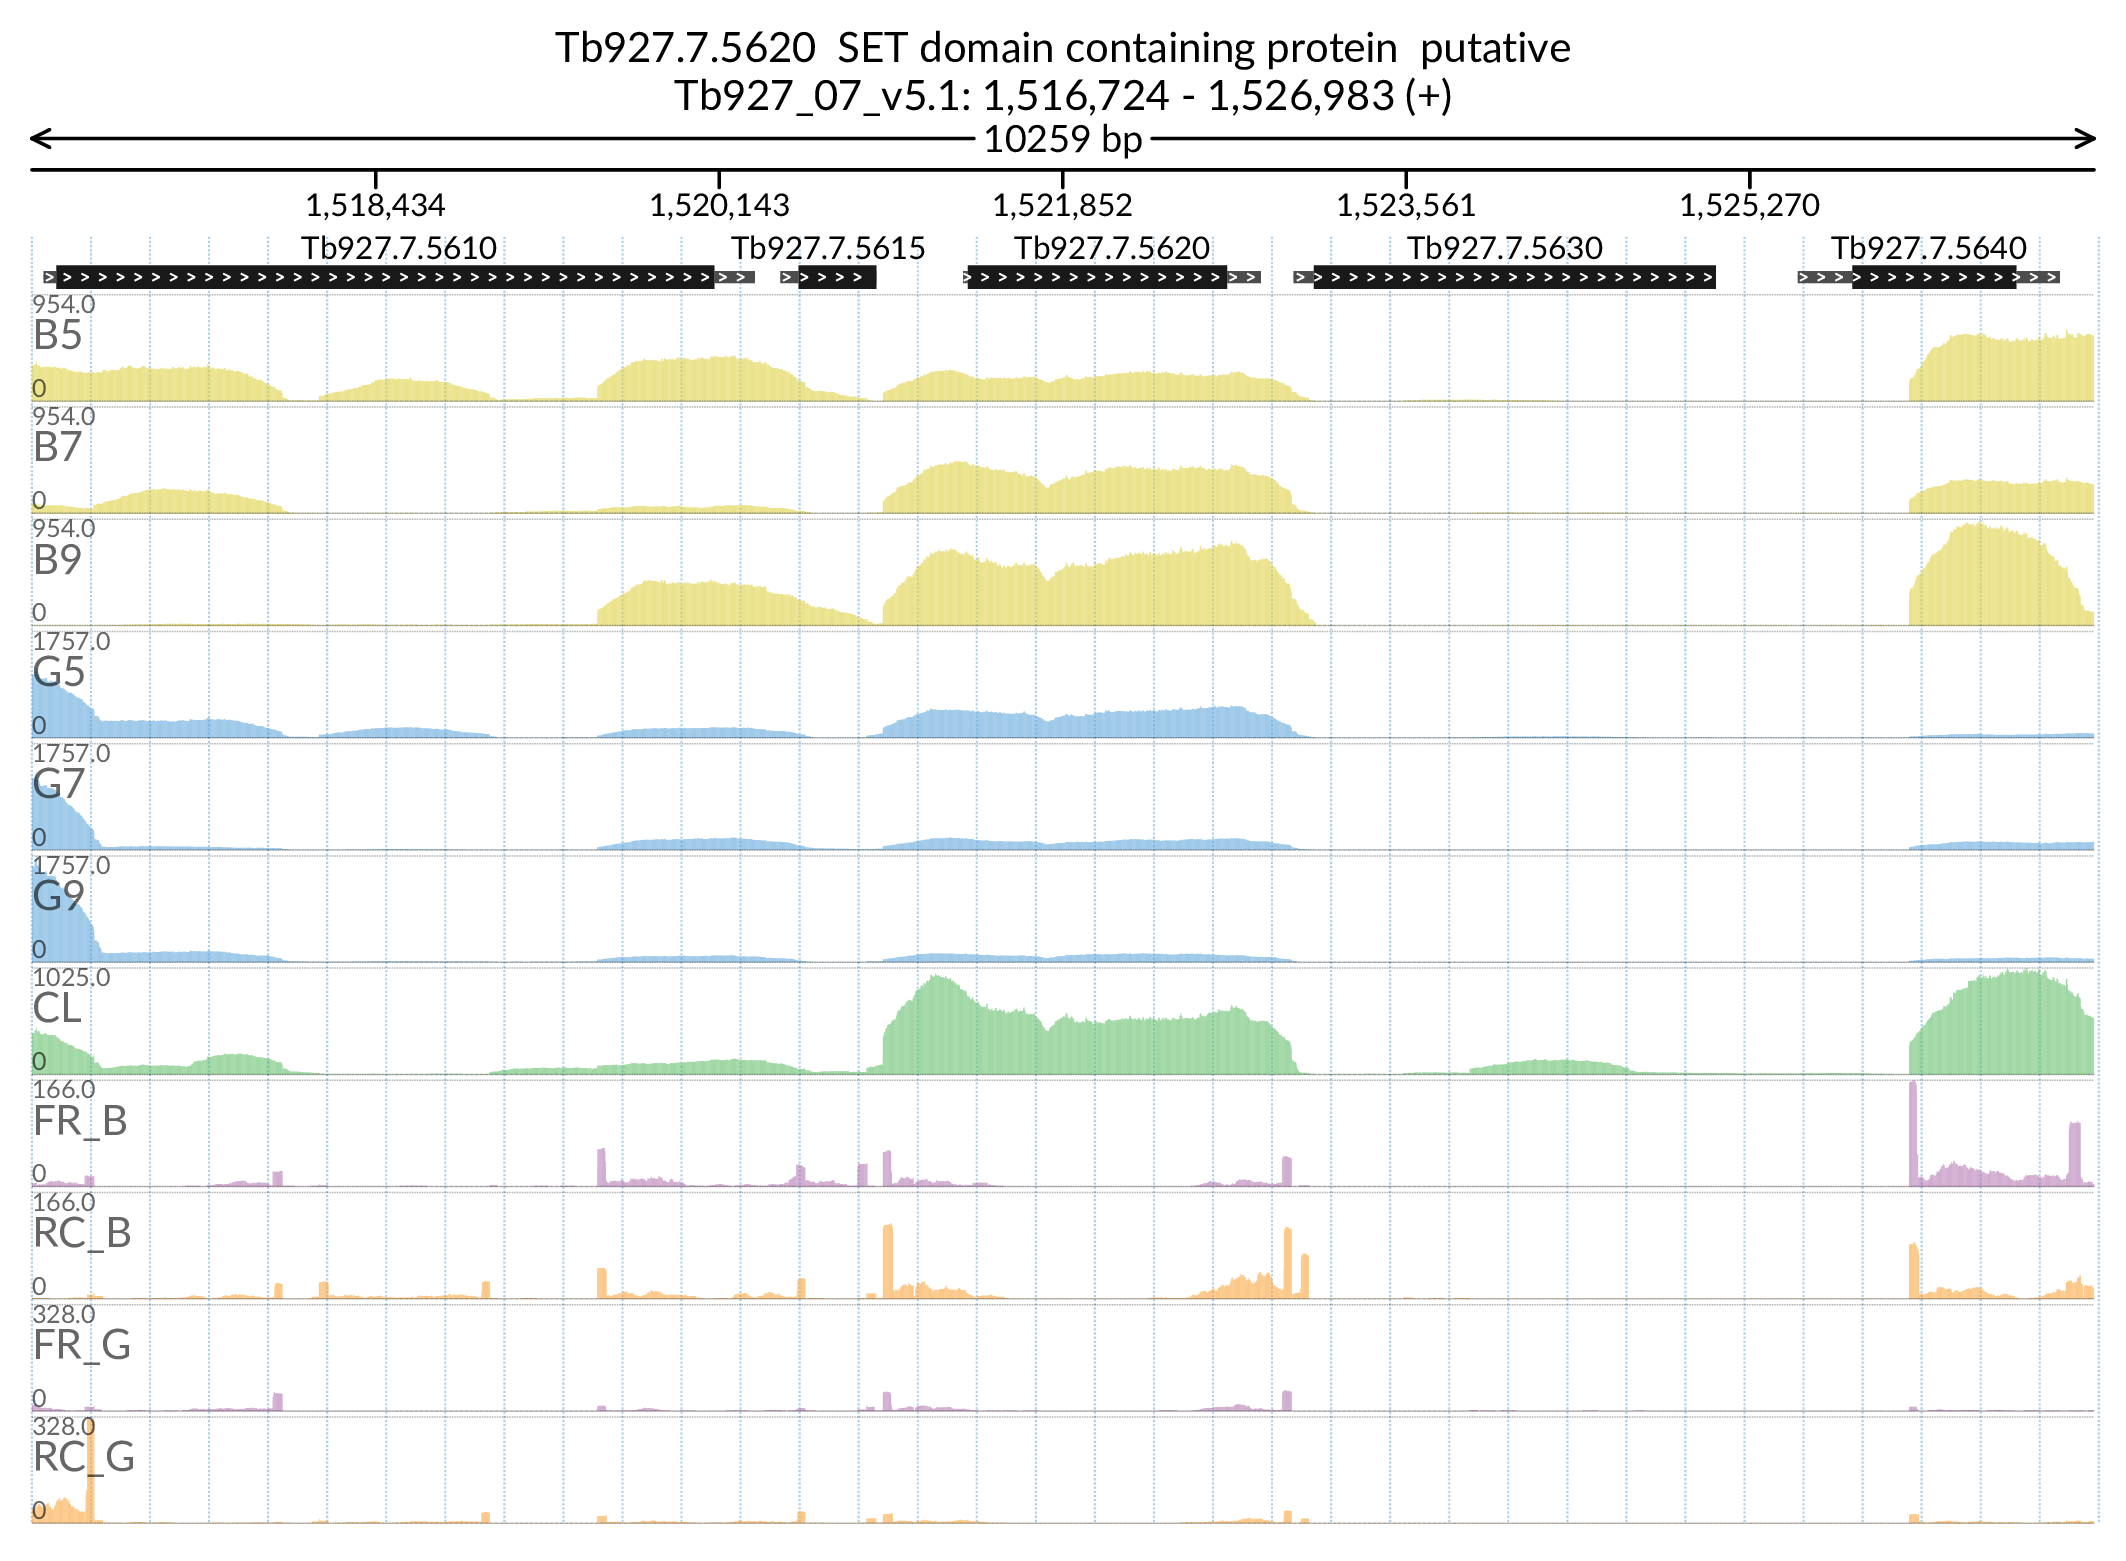 Tb927.7.5620  SET domain containing protein  putative
Tb927_07_v5.1: 1,516,724 - 1,526,983 (+)
10259 bp
1,518,434 1,520,143 1,521,852 1,523,561 1,525,270
Tb927.7.5610 Tb927.7.5615 Tb927.7.5620 Tb927.7.5630 Tb927.7.5640
954.0
B5
0
954.0
B7
0
954.0
B9
0
1757.0
G5
0
1757.0
G7
0
1757.0
G9
0
1025.0
CL
0
166.0
FR_B
0
166.0
RC_B
0
328.0
FR_G
0
328.0
RC_G
0